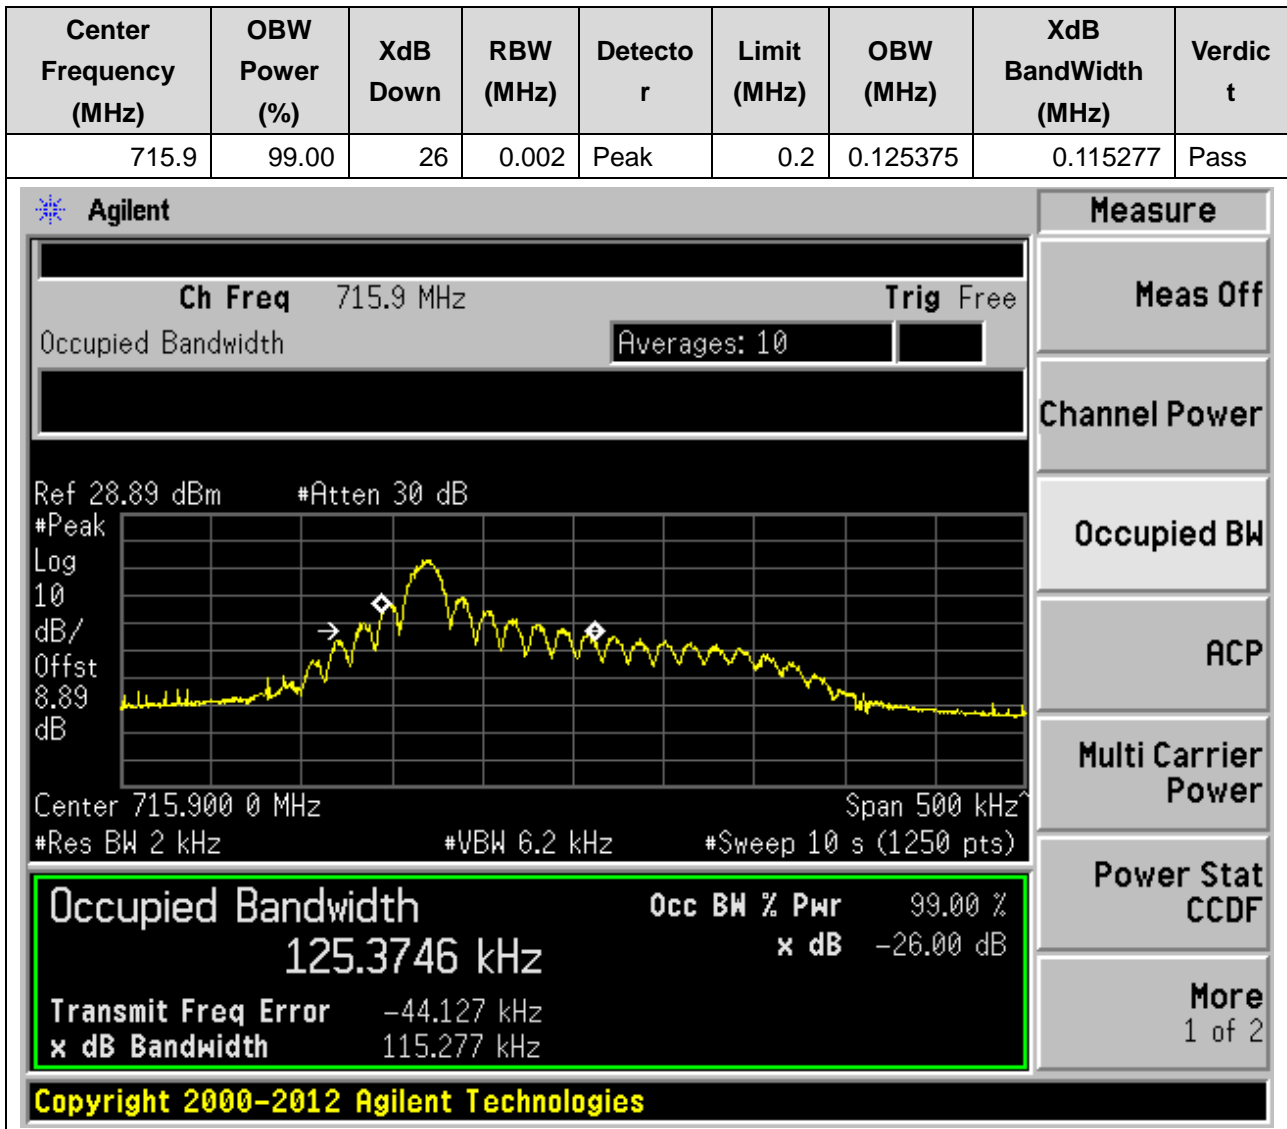 Center Frequency (MHz) OBW Power (%) XdB Down RBW (MHz) Detector Limit (MHz) OBW (MHz) XdB BandWidth (MHz) Verdict
715.9 99.00 26 0.002 Peak 0.2 0.125375 0.115277 Pass
Agilent
Measure
Ch Freq 715.9 MHz Trig Free
Meas Off
Occupied Bandwidth Averages: 10
Channel Power
Ref 28.89 dBm #Atten 30 dB
#Peak
Log
10
dB/
Offst
8.89
dB
Occupied BW
ACP
Multi Carrier
Power
Center 715.900 0 MHz Span 500 kHz^
#Res BW 2 kHz #VBW 6.2 kHz #Sweep 10 s (1250 pts)
Power Stat
CCDF
Occupied Bandwidth Occ BW % Pwr 99.00 %
125.3746 kHz x dB -26.00 dB
Transmit Freq Error -44.127 kHz
x dB Bandwidth 115.277 kHz
More
1 of 2
Copyright 2000-2012 Agilent Technologies